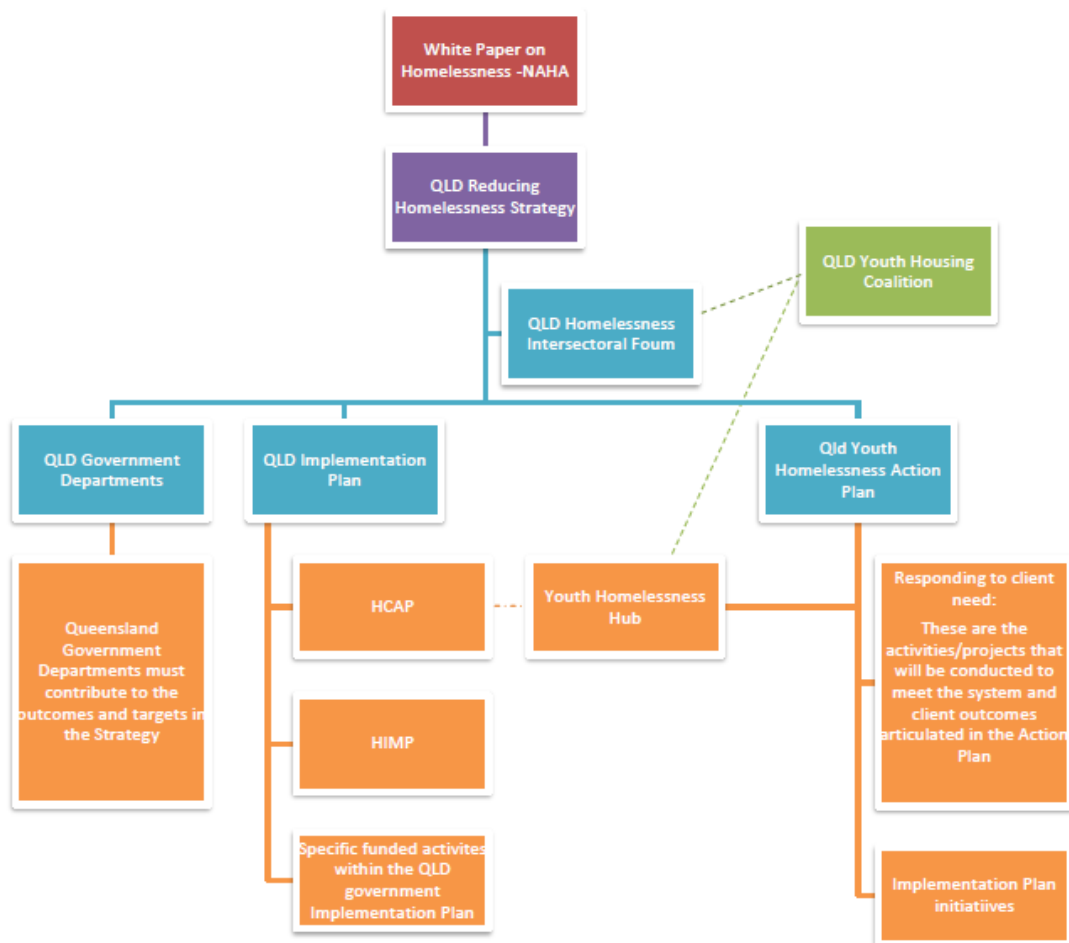 White Paper on
Homelessness -NAHA
QLD Reducing
Homelessness Strategy
QLD Youth Housing
Coalition
QLD Homelessness
Intersectoral Foum
QLD Government
Departments
QLD Implementation
Plan
Qld Youth
Homelessness Action
Plan
Queensland
Government
Departments must
contribute to the
outcomes and targets in
the Strategy
HCAP
Youth Homelessness
Hub
Responding to client
need:
These are the
activities/projects that
will be conducted to
meet the system and
client outcomes
articulated in the Action
Plan
HIMP
Specific funded activites
within the QLD
government
Implementation Plan
Implementation Plan
initiatiives